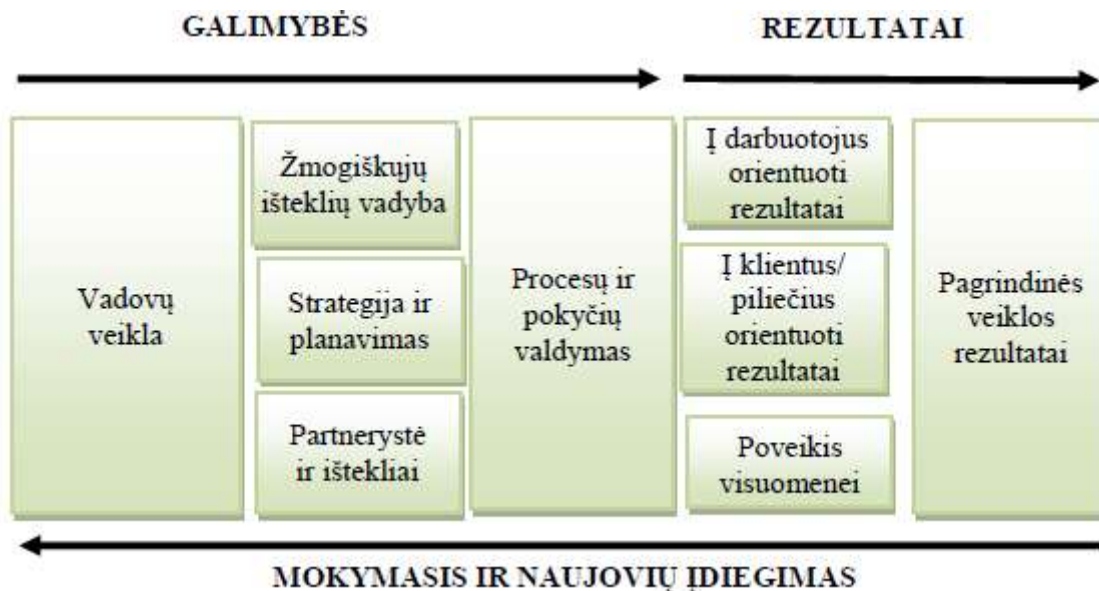 GALIMYBĖS
REZULTATAI
Vadovų
veikla
Žmogiškųjų
išteklių vadyba
Strategija ir
planavimas
Partnerystė
ir ištekliai
Procesų ir
pokyčių
valdymas
Į darbuotojus
orientuoti
rezultatai
Į klientus/
piliečius
orientuoti
rezultatai
Poveikis
visuomenei
Pagrindinės
veiklos
rezultatai
MOKYMASIS IR NAUJOVIŲ ĮDIEGIMAS